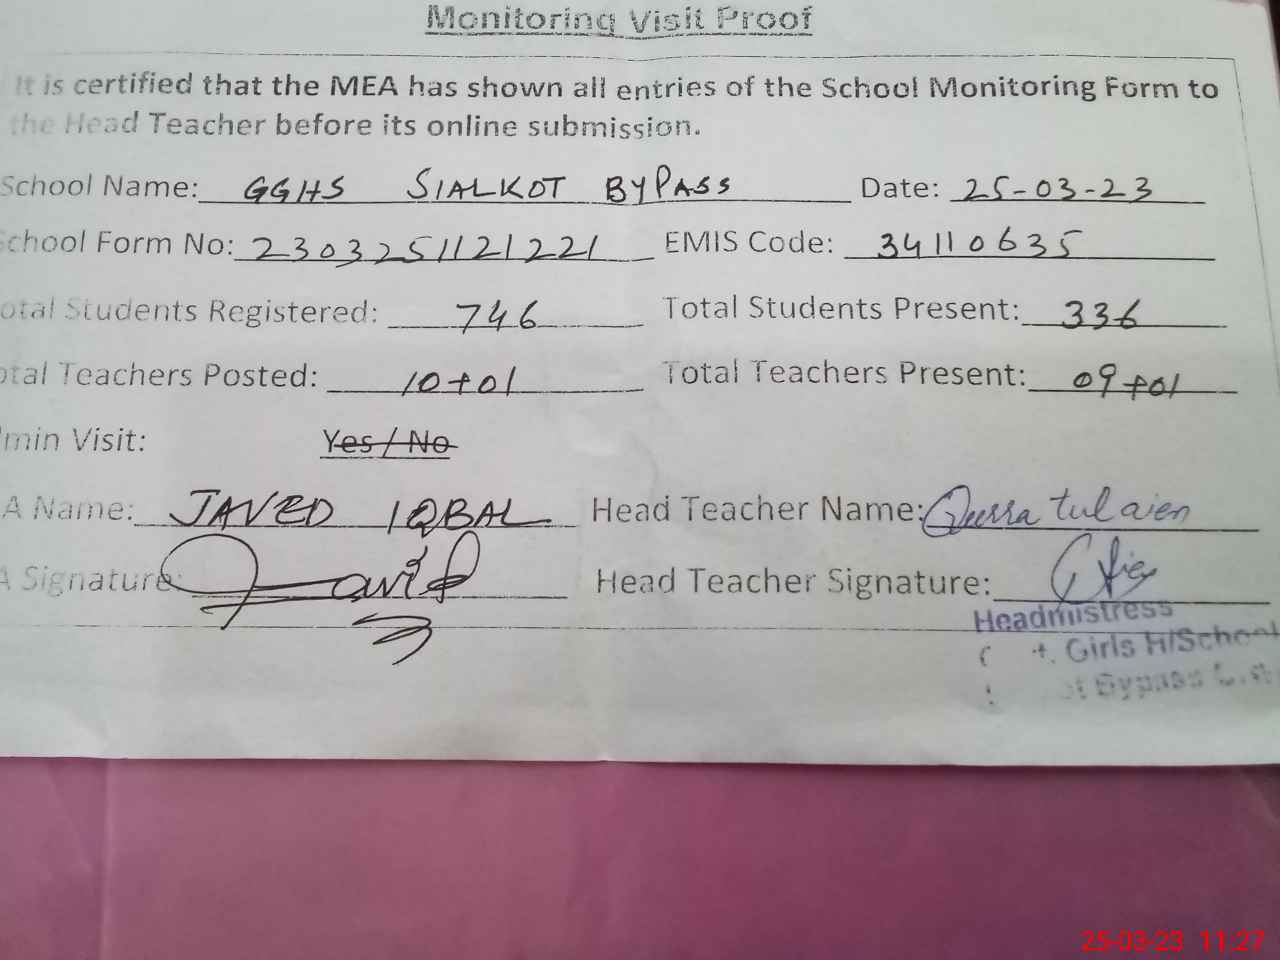 Monitoring Visit Proof
It is certified that the MEA has shown all entries of the School Monitoring Form to
the Head Teacher before its online submission.
School Name: GGHS SIALKOT BYPASS Date: 25-03-23
School Form No: 2303251121221 EMIS Code: 34110635
otal Students Registered: 746 Total Students Present: 336
otal Teachers Posted: 10+01 Total Teachers Present: 09+01
min Visit: Yes / No
A Name: JAVED IQBAL Head Teacher Name: Qurra tul aien
A Signature: Javid Head Teacher Signature:
Headmistress
t. Girls H/School
t Bypass
25-03-23 11:27